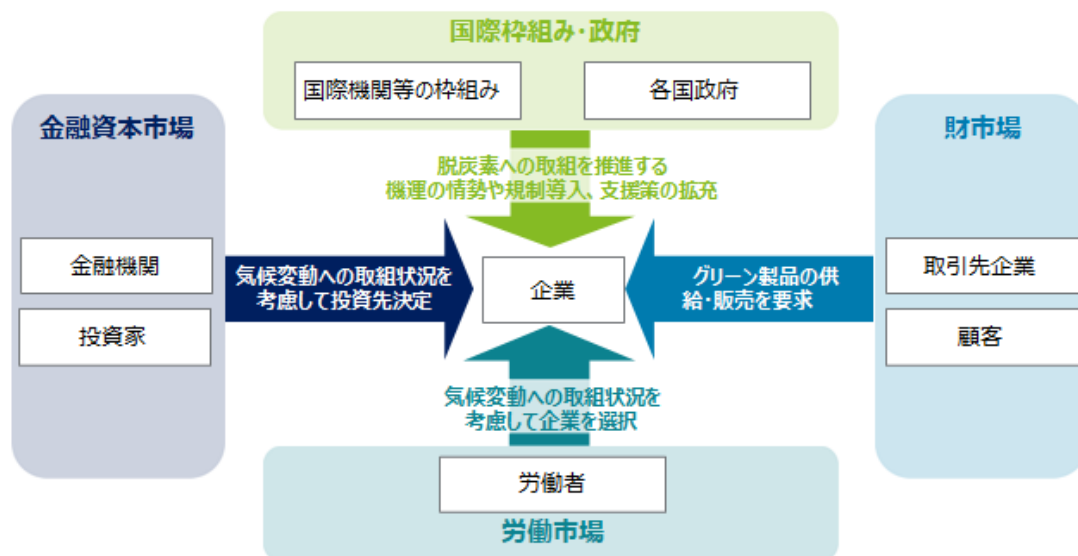 国際枠組み・政府
国際機関等の枠組み
各国政府
金融資本市場
財市場
脱炭素への取組を推進する
機運の情勢や規制導入、支援策の拡充
金融機関
投資家
気候変動への取組状況を
考慮して投資先決定
企業
グリーン製品の供
給・販売を要求
取引先企業
顧客
気候変動への取組状況を
考慮して企業を選択
労働者
労働市場